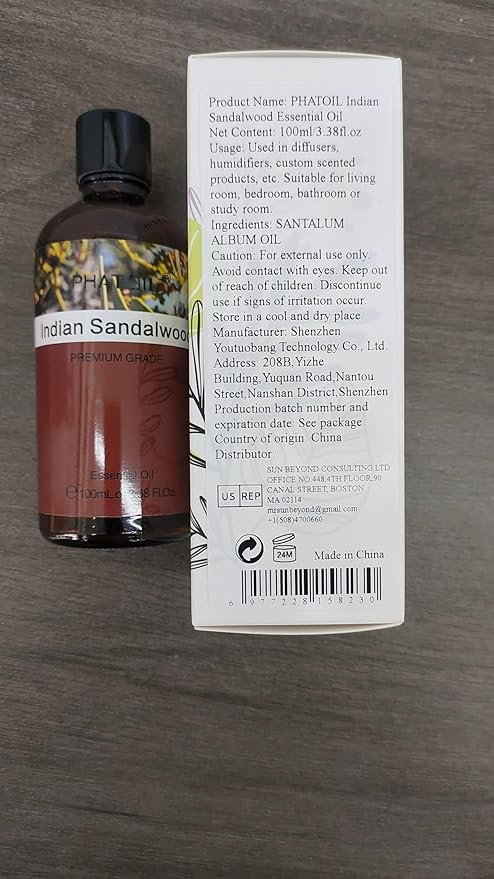 PHATOIL®
Indian Sandalwood
PREMIUM GRADE
Essential Oil
℮100mL 3.38 Fl.Oz.
Product Name: PHATOIL Indian
Sandalwood Essential Oil
Net Content: 100ml/3.38fl.oz
Usage: Used in diffusers,
humidifiers, custom scented
products, etc. Suitable for living
room, bedroom, bathroom or
study room.
Ingredients: SANTALUM
ALBUM OIL
Caution: For external use only.
Avoid contact with eyes. Keep out
of reach of children. Discontinue
use if signs of irritation occur.
Store in a cool and dry place.
Manufacturer: Shenzhen
Youtuobang Technology Co., Ltd.
Address: 208B,Yizhe
Building,Yuquan Road,Nantou
Street,Nanshan District,Shenzhen
Production batch number and
expiration date: See package.
Country of origin: China
Distributor:
US REP
SUN BEYOND CONSULTING LTD
OFFICE NO.448,4TH FLOOR,90
CANAL STREET, BOSTON
MA 02114
mrsunbeyond@gmail.com
+1(508)4700660
24M
Made in China
6 977228 158230